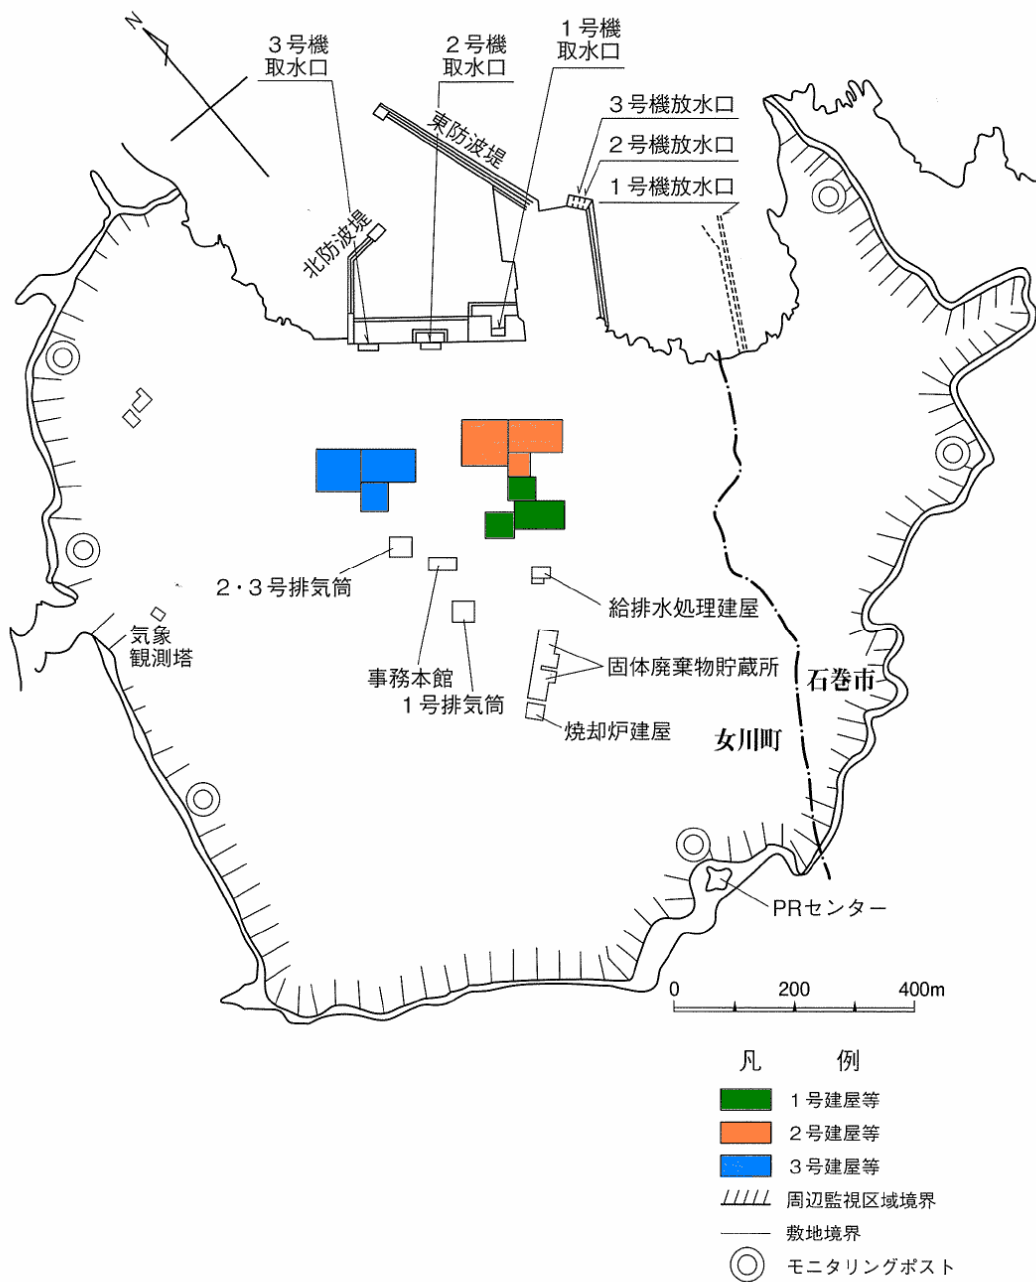 N
3号機
取水口
2号機
取水口
1号機
取水口
東防波堤
3号機放水口
2号機放水口
1号機放水口
北防波堤
2・3号排気筒
給排水処理建屋
気象
観測塔
事務本館
固体廃棄物貯蔵所
石巻市
1号排気筒
焼却炉建屋
女川町
PRセンター
0 200 400m
凡 例
1号建屋等
2号建屋等
3号建屋等
周辺監視区域境界
敷地境界
モニタリングポスト